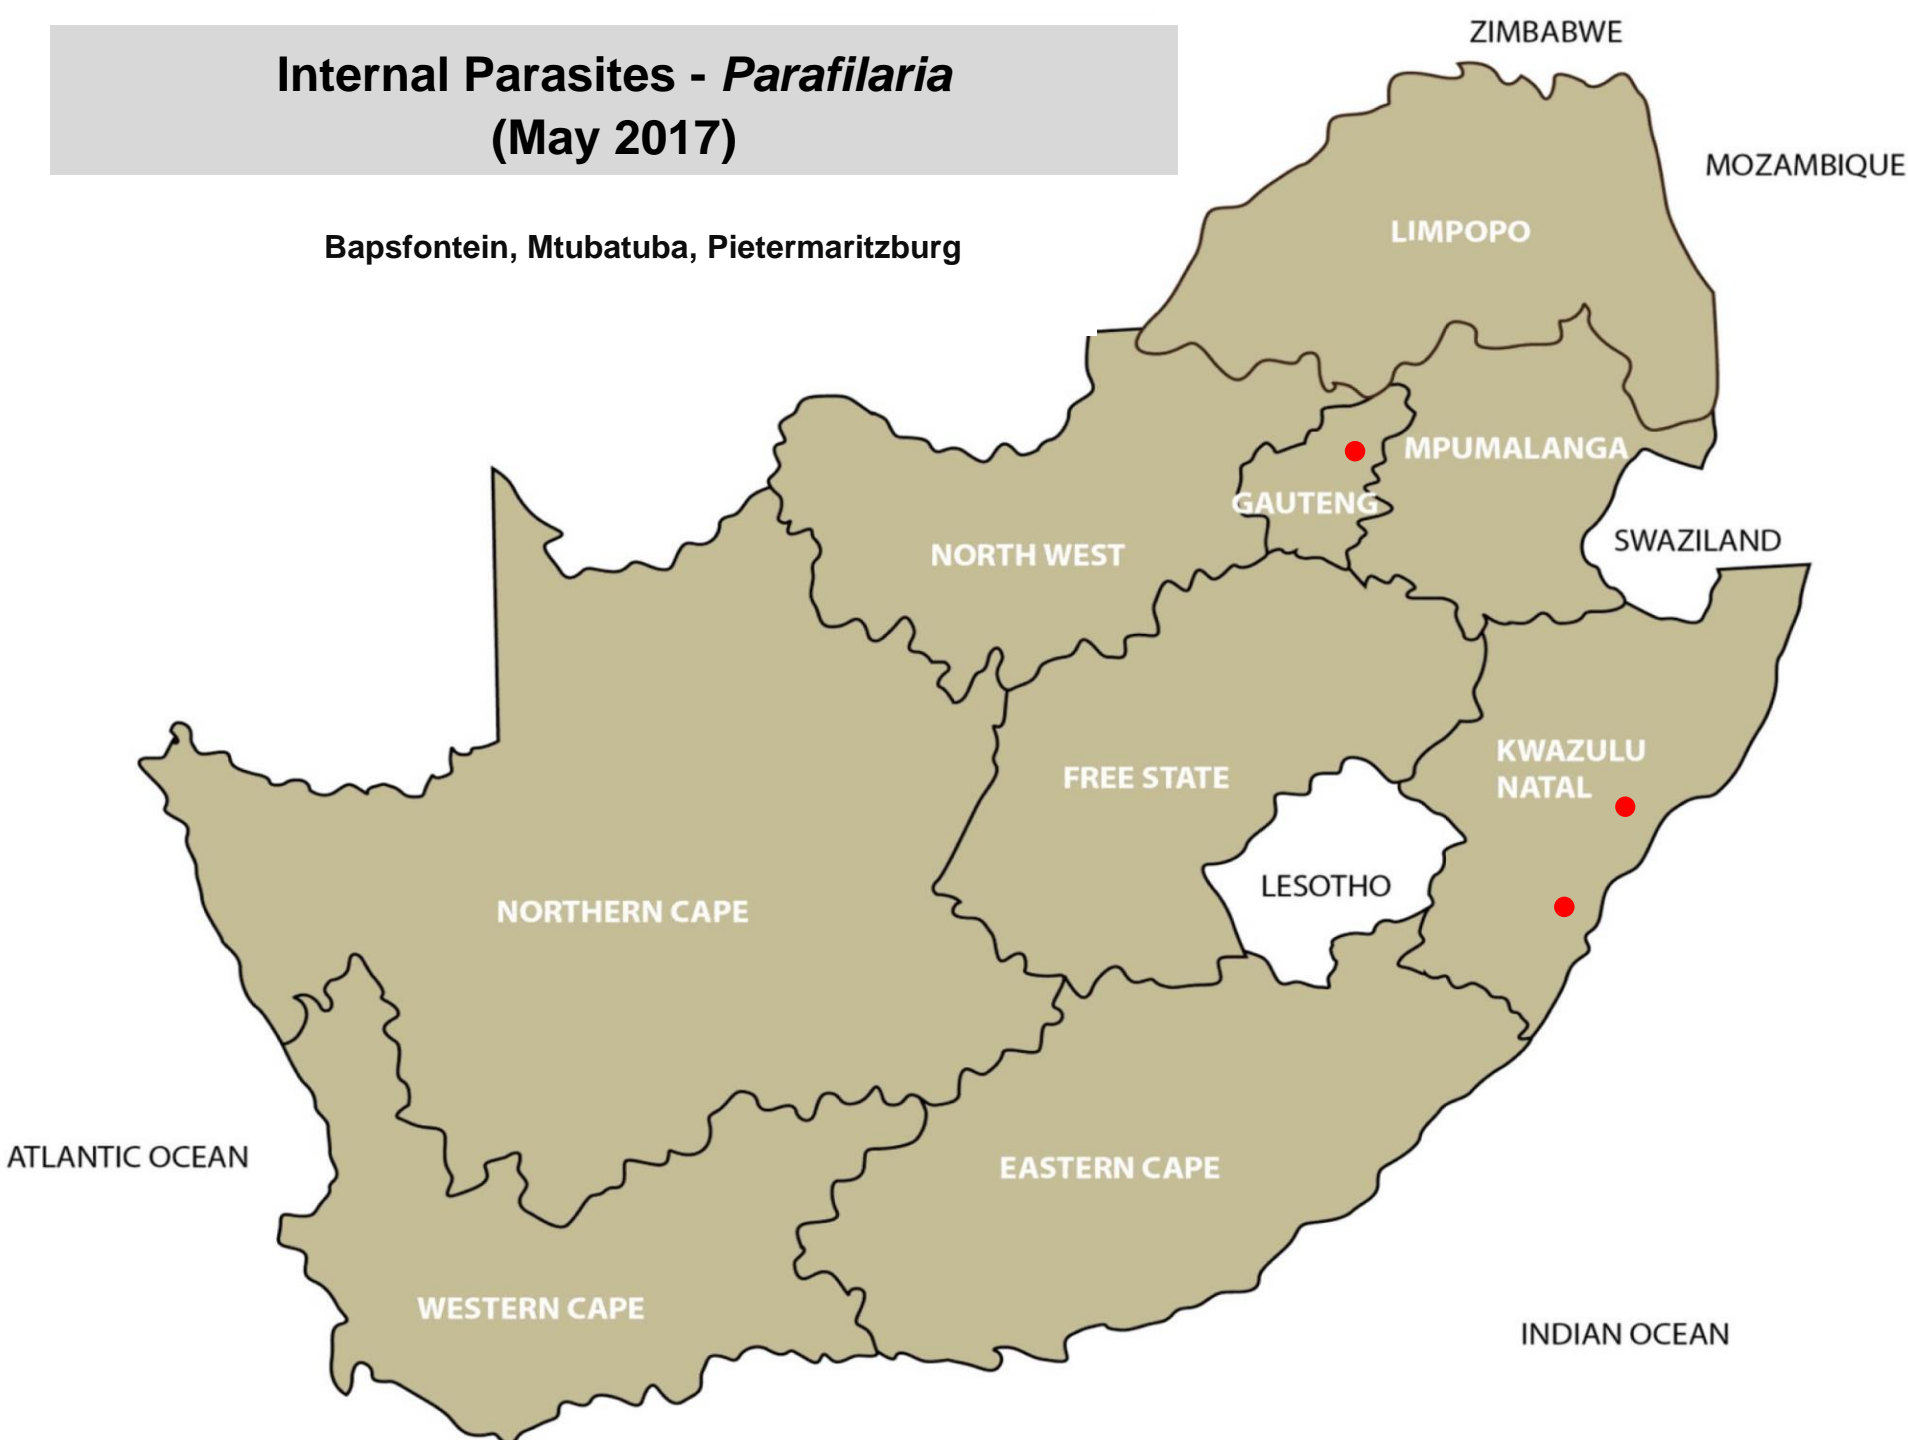 Internal Parasites - Parafilaria
(May 2017)
Bapsfontein, Mtubatuba, Pietermaritzburg
ZIMBABWE
MOZAMBIQUE
LIMPOPO
MPUMALANGA
GAUTENG
SWAZILAND
NORTH WEST
KWAZULU
NATAL
FREE STATE
LESOTHO
NORTHERN CAPE
ATLANTIC OCEAN
EASTERN CAPE
WESTERN CAPE
INDIAN OCEAN